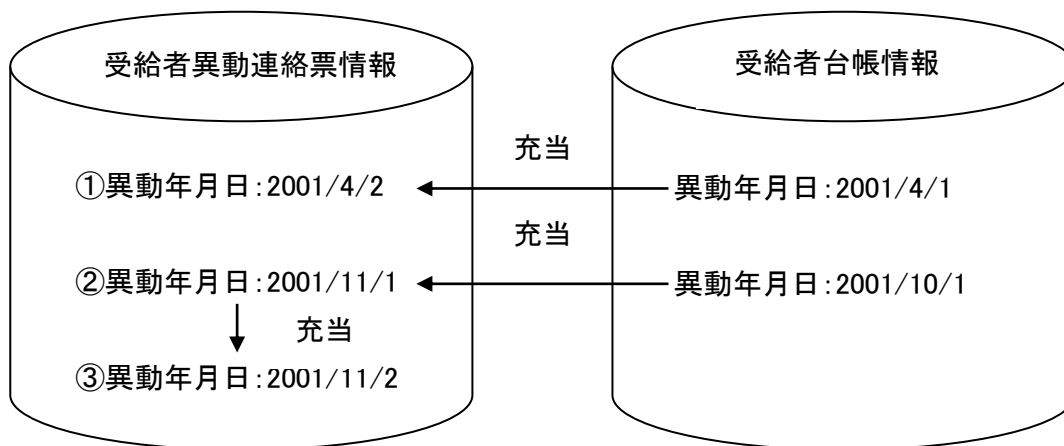 受給者異動連絡票情報
受給者台帳情報
充当
①異動年月日:2001/4/2
異動年月日:2001/4/1
充当
②異動年月日:2001/11/1
異動年月日:2001/10/1
充当
③異動年月日:2001/11/2